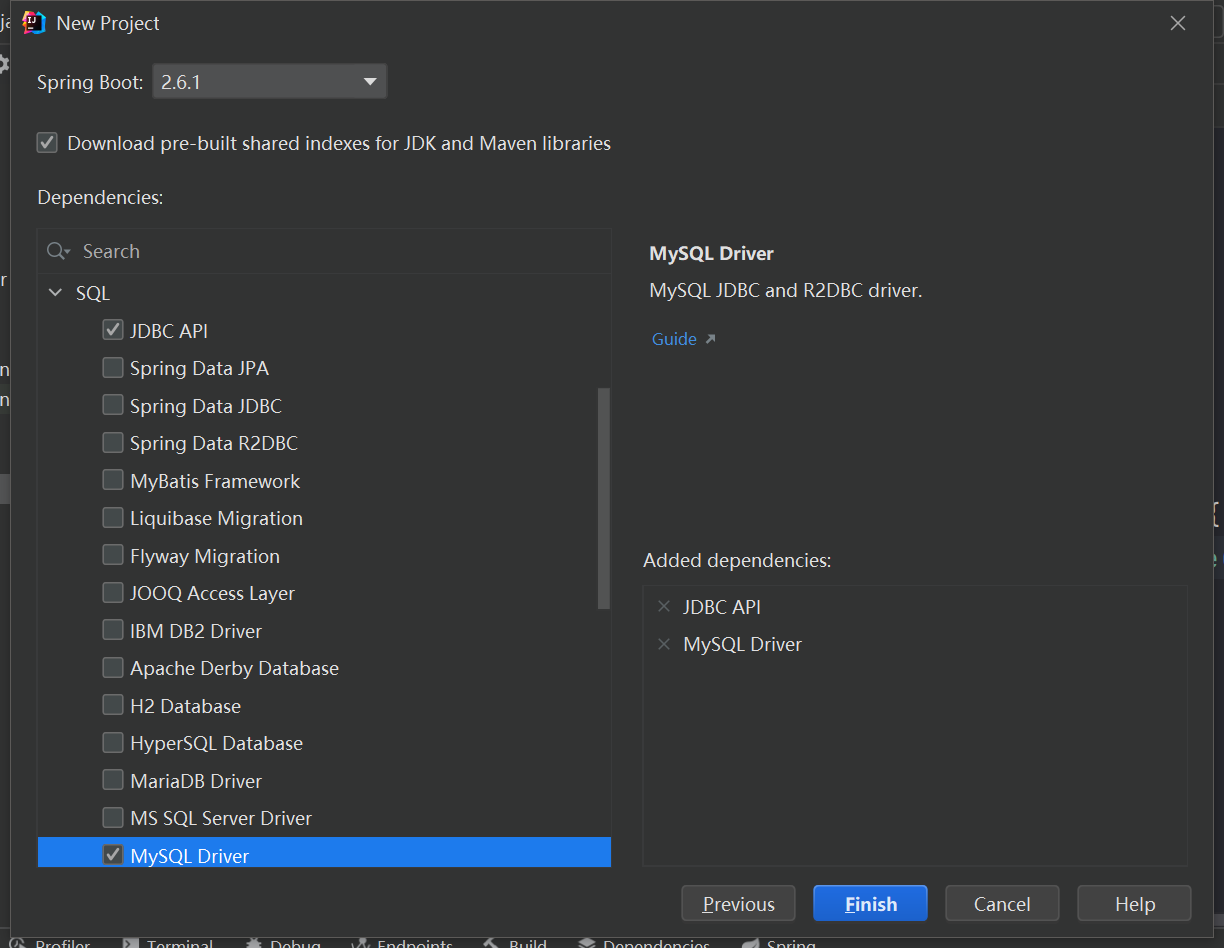 New Project
Spring Boot: 2.6.1
Download pre-built shared indexes for JDK and Maven libraries
Dependencies:
Search
SQL
JDBC API
Spring Data JPA
Spring Data JDBC
Spring Data R2DBC
MyBatis Framework
Liquibase Migration
Flyway Migration
JOOQ Access Layer
IBM DB2 Driver
Apache Derby Database
H2 Database
HyperSQL Database
MariaDB Driver
MS SQL Server Driver
MySQL Driver
MySQL Driver
MySQL JDBC and R2DBC driver.
Guide
Added dependencies:
JDBC API
MySQL Driver
Previous
Finish
Cancel
Help
Profiler Terminal Debug Endpoints Build Dependencies Spring